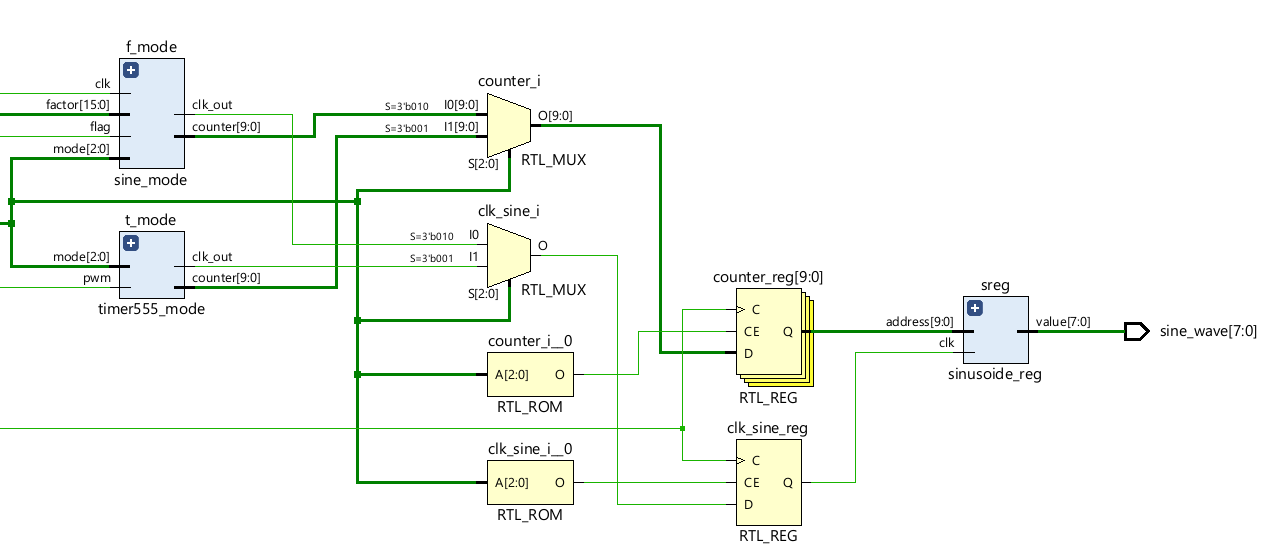 f_mode
clk
factor[15:0]
flag
mode[2:0]
clk_out
counter[9:0]
sine_mode
t_mode
mode[2:0]
pwm
clk_out
counter[9:0]
timer555_mode
counter_i
S=3'b010 I0[9:0]
S=3'b001 I1[9:0]
O[9:0]
S[2:0]
RTL_MUX
clk_sine_i
S=3'b010 I0
S=3'b001 I1
O
S[2:0]
RTL_MUX
counter_i__0
A[2:0] O
RTL_ROM
clk_sine_i__0
A[2:0] O
RTL_ROM
counter_reg[9:0]
C
CE Q
D
RTL_REG
clk_sine_reg
C
CE Q
D
RTL_REG
sreg
address[9:0]
clk
value[7:0]
sinusoide_reg
sine_wave[7:0]